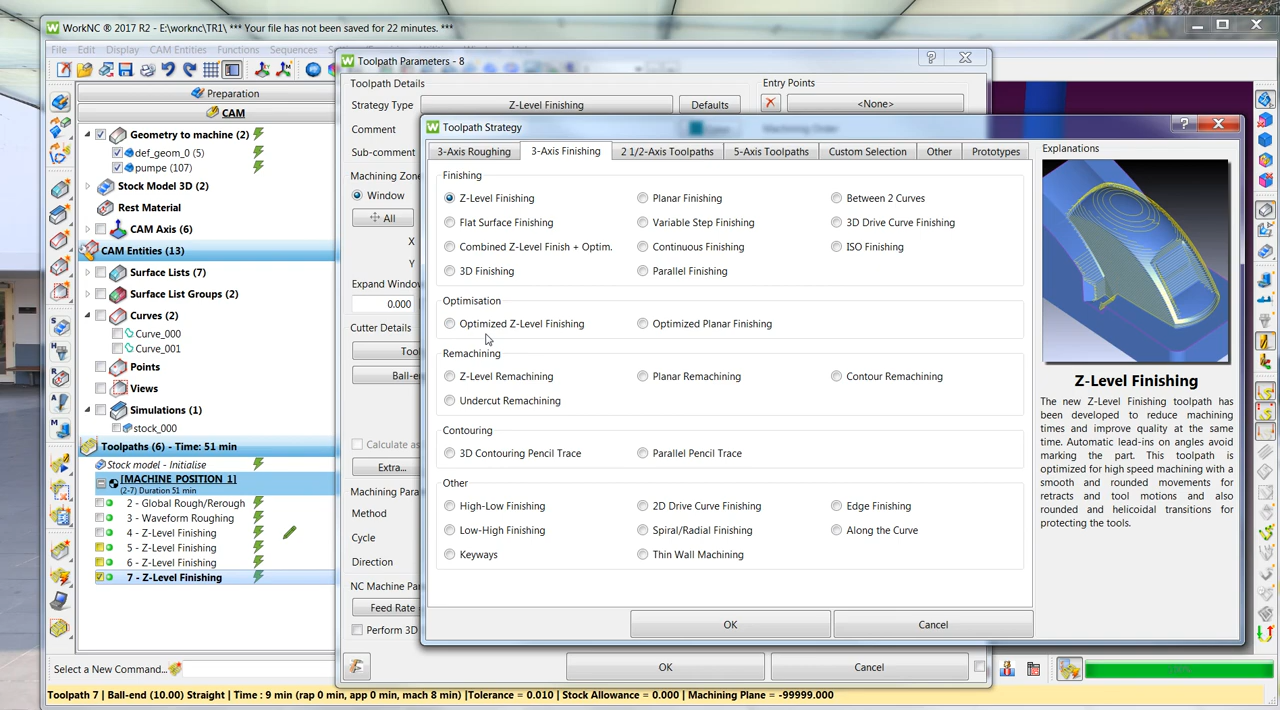 WorkNC ® 2017 R2 - E:\worknc\TR1\ *** Your file has not been saved for 22 minutes. ***
File Edit Display CAM Entities Functions Sequences
Preparation
CAM
Geometry to machine (2)
def_geom_0 (5)
pumpe (107)
Stock Model 3D (2)
Rest Material
CAM Axis (6)
CAM Entities (13)
Surface Lists (7)
Surface List Groups (2)
Curves (2)
Curve_000
Curve_001
Points
Views
Simulations (1)
stock_000
Toolpaths (6) - Time: 51 min
Stock model - Initialise
[MACHINE POSITION 1]
(2-7) Duration 51 min
2 - Global Rough/Rerough
3 - Waveform Roughing
4 - Z-Level Finishing
5 - Z-Level Finishing
6 - Z-Level Finishing
7 - Z-Level Finishing
Select a New Command...
Toolpath Parameters - 8
Toolpath Details
Entry Points
Strategy Type
Z-Level Finishing
Defaults
<None>
Comment
Machining Order
Sub-comment
Machining Zone
Window
All
X
Y
Expand Window
0.000
Cutter Details
Too
Ball-en
Calculate as
Extra...
Machining Para
Method
Cycle
Direction
NC Machine Par
Feed Rate
Perform 3D
OK
Cancel
Toolpath Strategy
3-Axis Roughing
3-Axis Finishing
2 1/2-Axis Toolpaths
5-Axis Toolpaths
Custom Selection
Other
Prototypes
Finishing
Z-Level Finishing
Planar Finishing
Between 2 Curves
Flat Surface Finishing
Variable Step Finishing
3D Drive Curve Finishing
Combined Z-Level Finish + Optim.
Continuous Finishing
ISO Finishing
3D Finishing
Parallel Finishing
Optimisation
Optimized Z-Level Finishing
Optimized Planar Finishing
Remachining
Z-Level Remachining
Planar Remachining
Contour Remachining
Undercut Remachining
Contouring
3D Contouring Pencil Trace
Parallel Pencil Trace
Other
High-Low Finishing
2D Drive Curve Finishing
Edge Finishing
Low-High Finishing
Spiral/Radial Finishing
Along the Curve
Keyways
Thin Wall Machining
OK
Cancel
Explanations
Z-Level Finishing
The new Z-Level Finishing toolpath has
been developed to reduce machining
times and improve quality at the same
time. Automatic lead-ins on angles avoid
marking the part. This toolpath is
optimized for high speed machining with a
smooth and rounded movements for
retracts and tool motions and also
rounded and helicoidal transitions for
protecting the tools.
Toolpath 7 | Ball-end (10.00) Straight | Time : 9 min (rap 0 min, app 0 min, mach 8 min) |Tolerance = 0.010 | Stock Allowance = 0.000 | Machining Plane = -99999.000